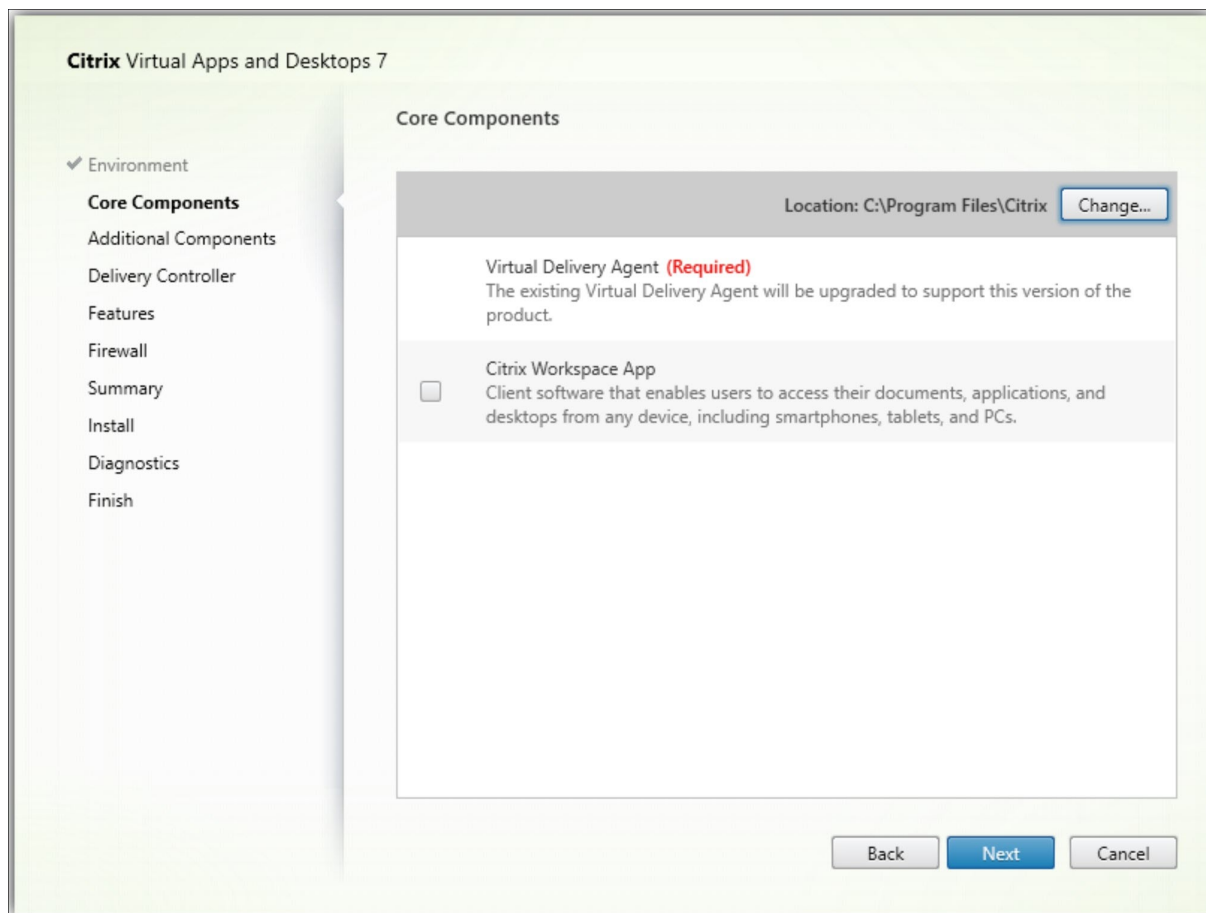 Citrix Virtual Apps and Desktops 7
Environment
Core Components
Additional Components
Delivery Controller
Features
Firewall
Summary
Install
Diagnostics
Finish
Core Components
Location: C:\Program Files\Citrix Change...
Virtual Delivery Agent (Required)
The existing Virtual Delivery Agent will be upgraded to support this version of the
product.
Citrix Workspace App
Client software that enables users to access their documents, applications, and
desktops from any device, including smartphones, tablets, and PCs.
Back Next Cancel